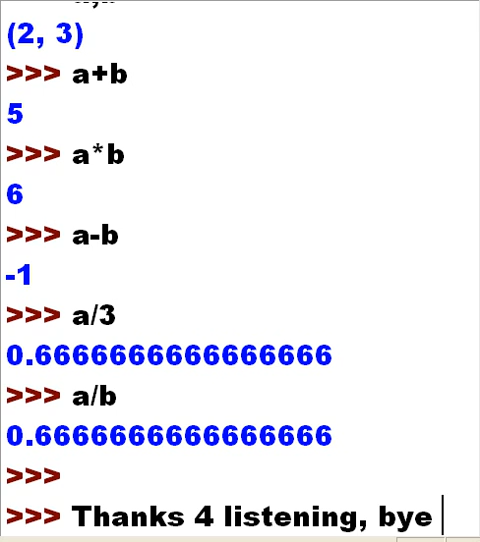 (2, 3)
>>> a+b
5
>>> a*b
6
>>> a-b
-1
>>> a/3
0.6666666666666666
>>> a/b
0.6666666666666666
>>>
>>> Thanks 4 listening, bye